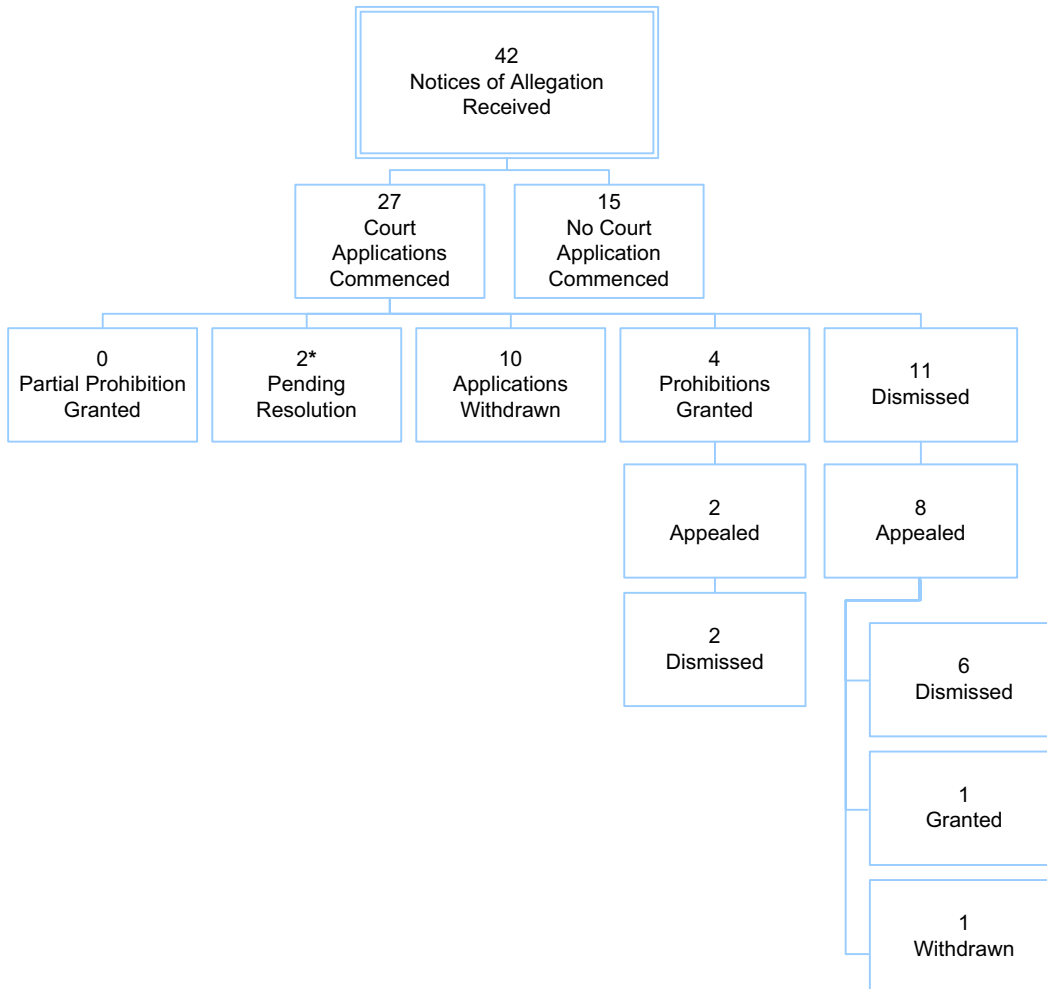 42
Notices of Allegation
Received
27
Court
Applications
Commenced
15
No Court
Application
Commenced
0
Partial Prohibition
Granted
2*
Pending
Resolution
10
Applications
Withdrawn
4
Prohibitions
Granted
11
Dismissed
2
Appealed
8
Appealed
2
Dismissed
6
Dismissed
1
Granted
1
Withdrawn